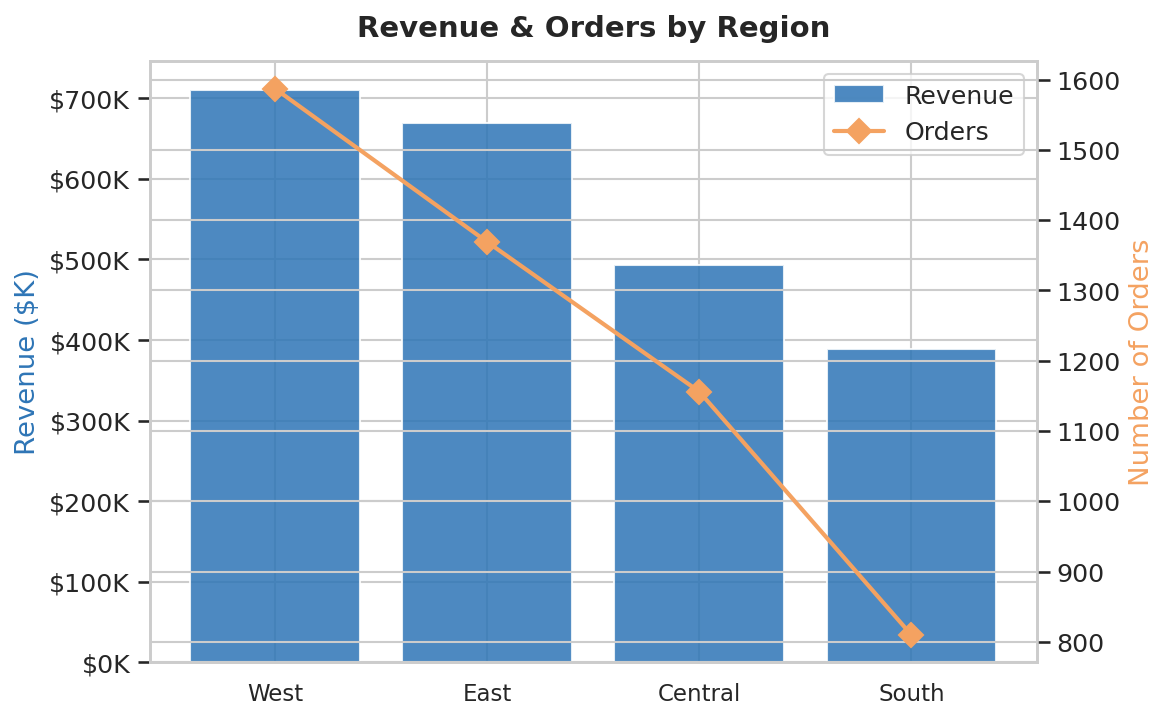 Revenue & Orders by Region
Revenue ($K)
$700K
$600K
$500K
$400K
$300K
$200K
$100K
$0K
West
East
Central
South
Revenue
Orders
1600
1500
1400
1300
1200
1100
1000
900
800
Number of Orders